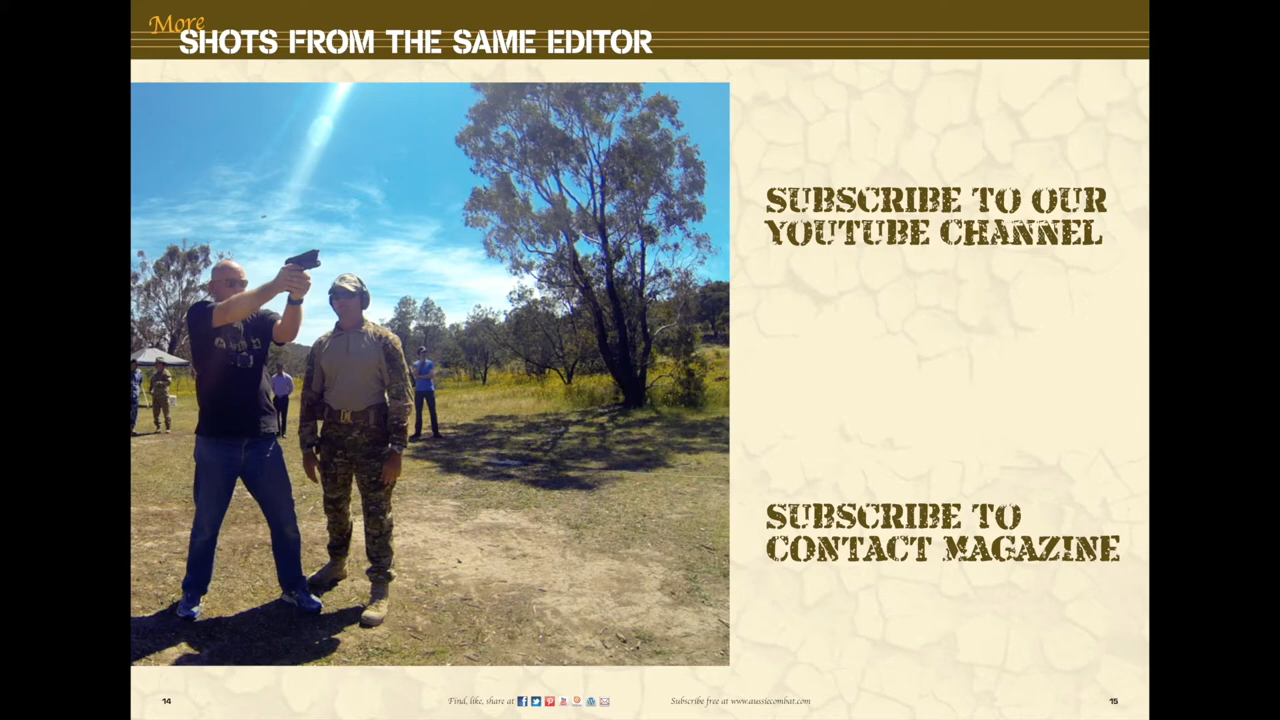 More
SHOTS FROM THE SAME EDITOR
SUBSCRIBE TO OUR
YOUTUBE CHANNEL
SUBSCRIBE TO
CONTACT MAGAZINE
14
Find, like, share at
Subscribe free at www.aussiecombat.com
15